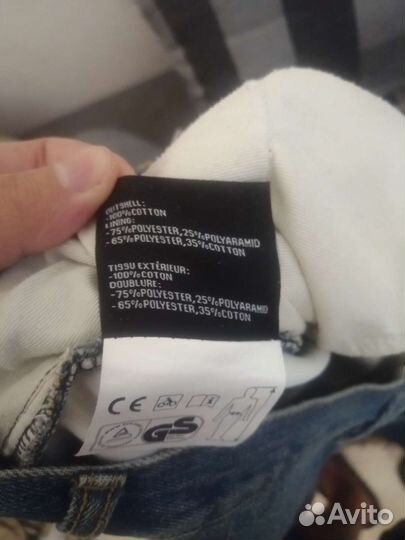 OUTSHELL:
-100%COTTON
LINING:
-75%POLYESTER,25%POLYARAMID
-65%POLYESTER,35%COTTON
TISSU EXTÉRIEUR:
-100%COTON
DOUBLURE:
-75%POLYESTER,25%POLYARAMID
-65%POLYESTER,35%COTON
CE
GS
Avito